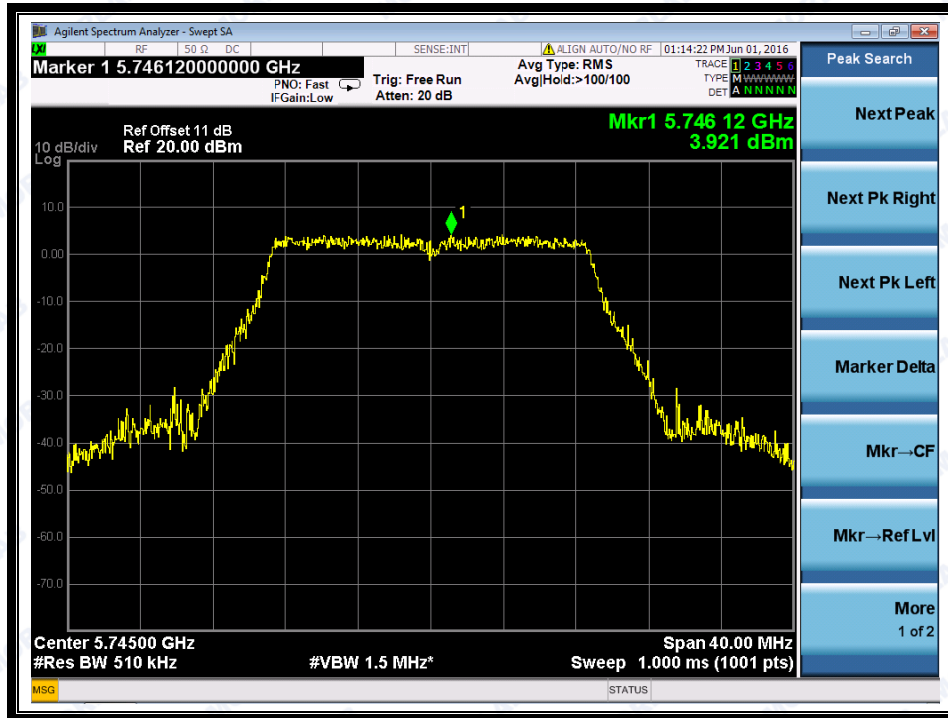 Agilent Spectrum Analyzer - Swept SA
LXI RF 50 Ω DC SENSE:INT ALIGN AUTO/NO RF 01:14:22 PM Jun 01, 2016
Marker 1 5.746120000000 GHz
PNO: Fast
IFGain:Low
Trig: Free Run
Atten: 20 dB
Avg Type: RMS
Avg|Hold:>100/100
TRACE 1 2 3 4 5 6
TYPE M WWWWW
DET A N N N N N
Mkr1 5.746 12 GHz
3.921 dBm
Ref Offset 11 dB
10 dB/div Ref 20.00 dBm
Log
10.0
0.00
-10.0
-20.0
-30.0
-40.0
-50.0
-60.0
-70.0
1
Center 5.74500 GHz Span 40.00 MHz
#Res BW 510 kHz #VBW 1.5 MHz* Sweep 1.000 ms (1001 pts)
MSG STATUS
Peak Search
Next Peak
Next Pk Right
Next Pk Left
Marker Delta
Mkr→CF
Mkr→Ref Lvl
More
1 of 2